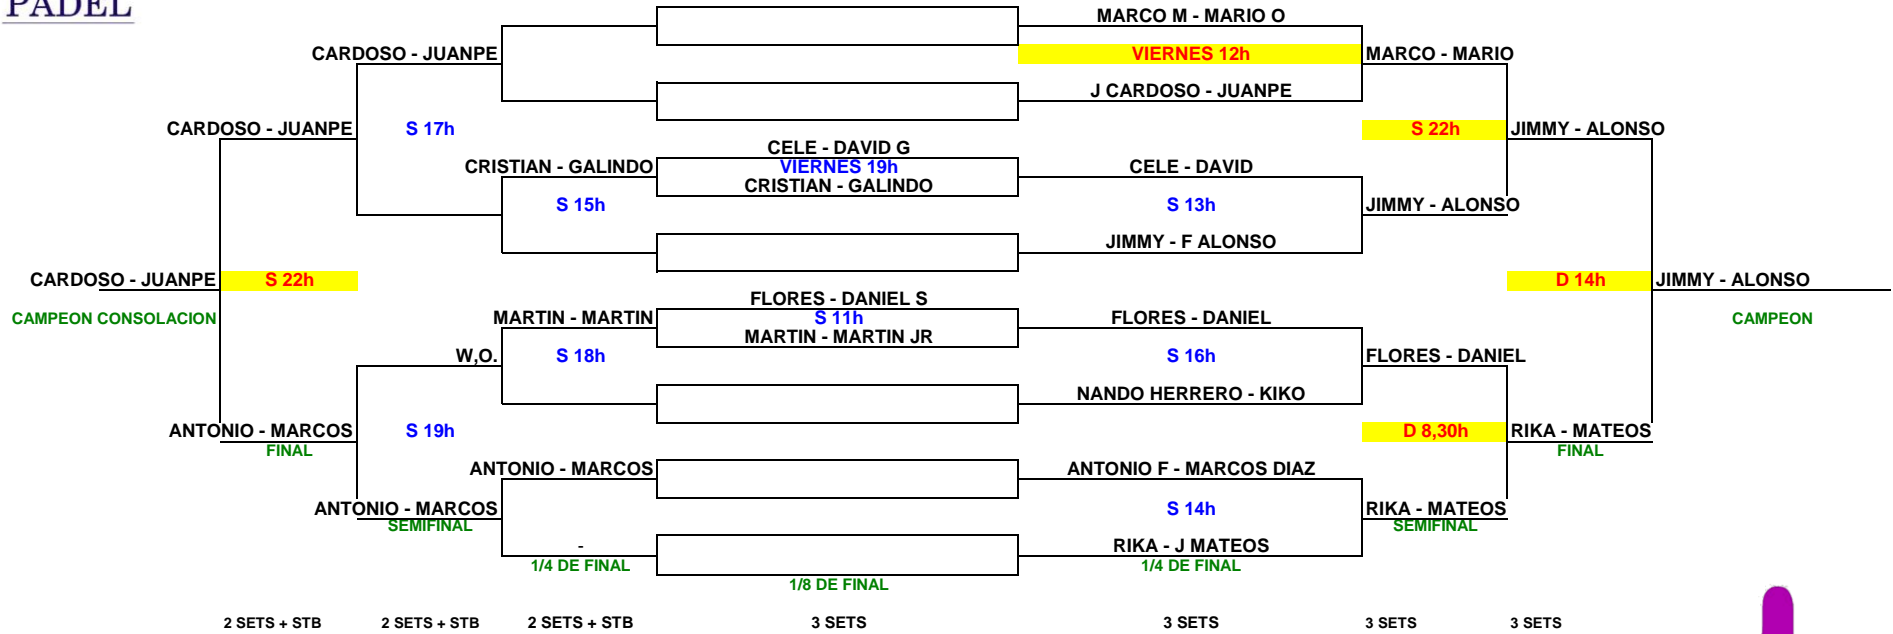 PADEL
MARCO M - MARIO O
CARDOSO - JUANPE
VIERNES 12h
MARCO - MARIO
J CARDOSO - JUANPE
CARDOSO - JUANPE
S 17h
S 22h
JIMMY - ALONSO
CELE - DAVID G
CRISTIAN - GALINDO
VIERNES 19h
CELE - DAVID
CRISTIAN - GALINDO
S 15h
S 13h
JIMMY - ALONSO
JIMMY - F ALONSO
CARDOSO - JUANPE
S 22h
D 14h
JIMMY - ALONSO
FLORES - DANIEL S
CAMPEON CONSOLACION
MARTIN - MARTIN
S 11h
FLORES - DANIEL
CAMPEON
MARTIN - MARTIN JR
W,O.
S 18h
S 16h
FLORES - DANIEL
NANDO HERRERO - KIKO
ANTONIO - MARCOS
S 19h
D 8,30h
RIKA - MATEOS
FINAL
FINAL
ANTONIO - MARCOS
ANTONIO F - MARCOS DIAZ
ANTONIO - MARCOS
S 14h
RIKA - MATEOS
SEMIFINAL
SEMIFINAL
-
RIKA - J MATEOS
1/4 DE FINAL
1/4 DE FINAL
1/8 DE FINAL
2 SETS + STB
2 SETS + STB
2 SETS + STB
3 SETS
3 SETS
3 SETS
3 SETS